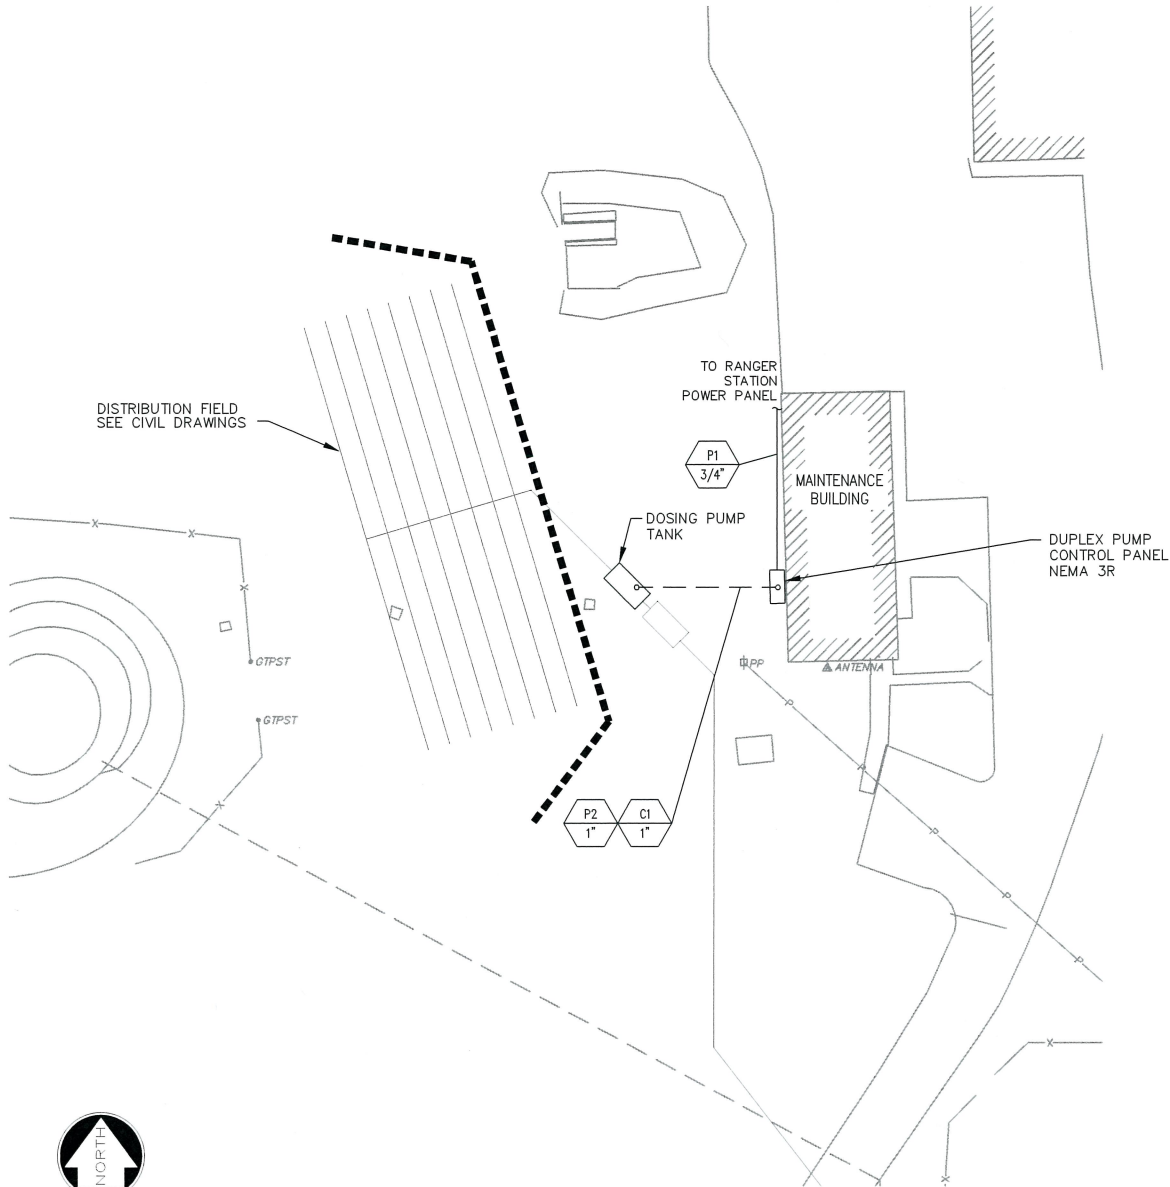 TO RANGER
STATION
POWER PANEL
DISTRIBUTION FIELD
SEE CIVIL DRAWINGS
P1
3/4"
MAINTENANCE
BUILDING
DOSING PUMP
TANK
DUPLEX PUMP
CONTROL PANEL
NEMA 3R
X
X
X
GTPST
PP
ANTENNA
P
GTPST
P
X
P2
1"
C1
1"
P
P
P
X
X
NORTH